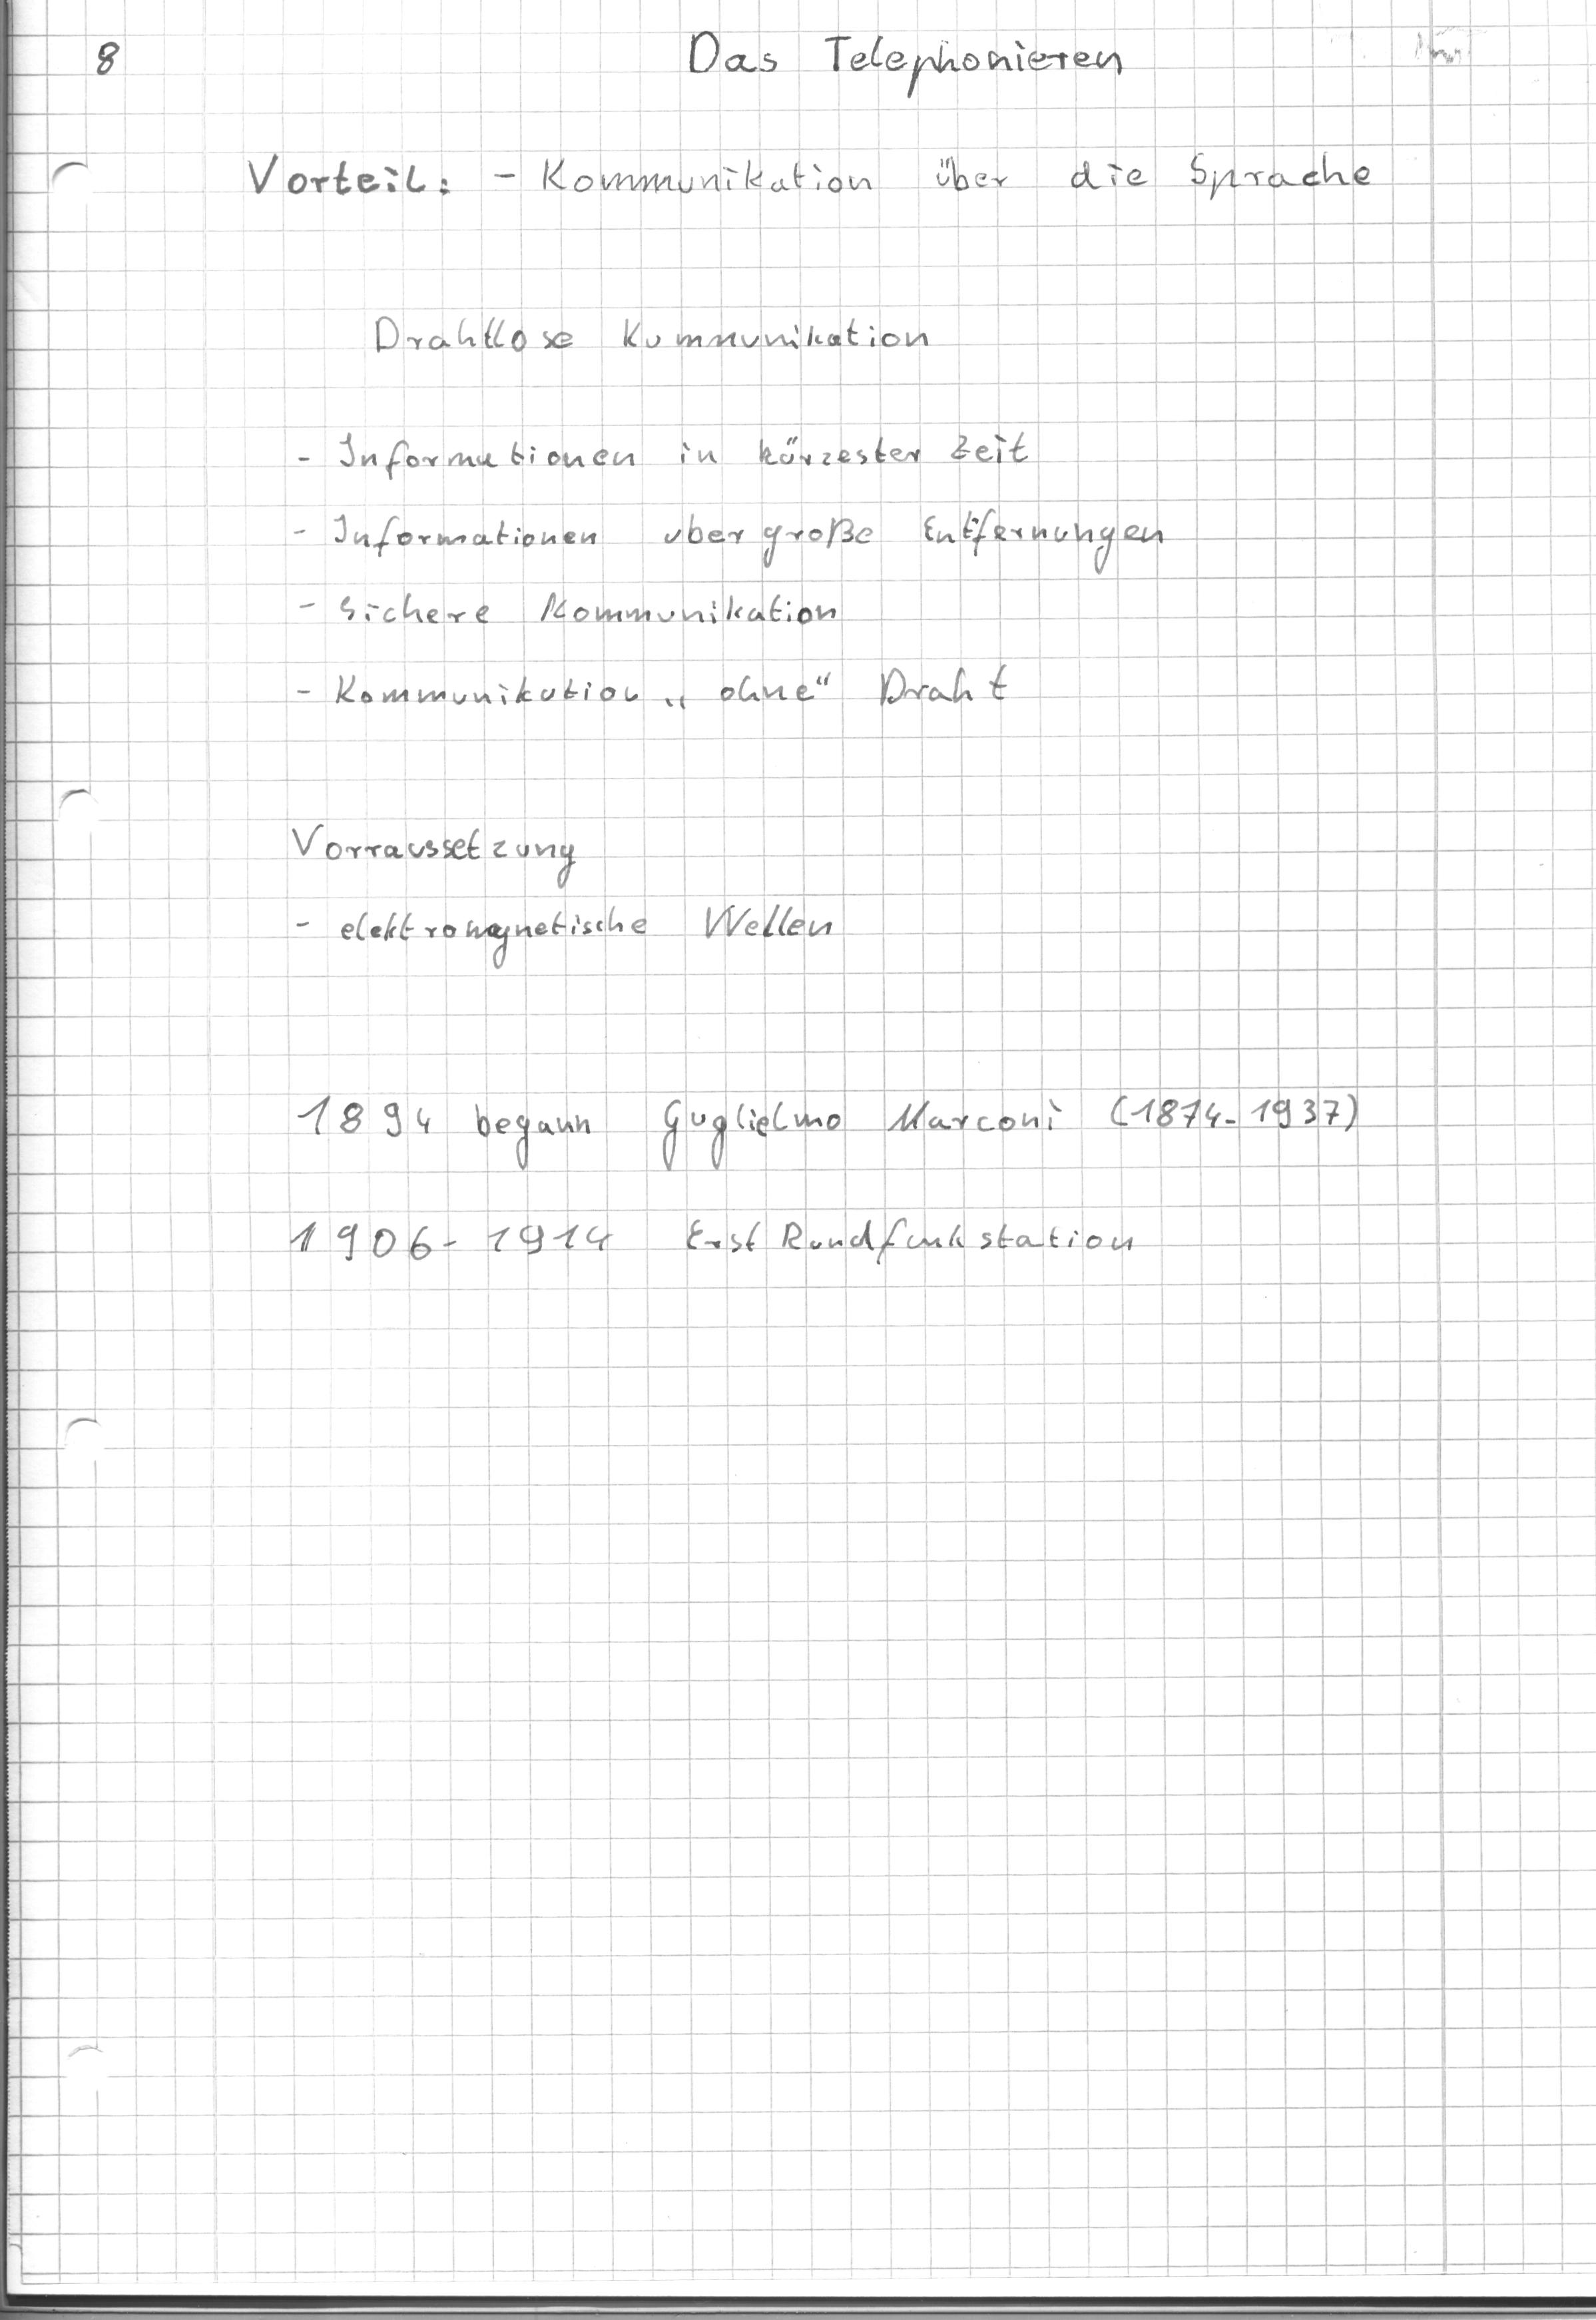 8
Das Telephonieren
Vorteil: - Kommunikation über die Sprache
Drahtlose Kommunikation
- Informationen in kürzester Zeit
- Informationen uber große Entfernungen
- Sichere Kommunikation
- Kommunikation „ohne“ Draht
Vorraussetzung
- elektromagnetische Wellen
1894 begann Guglielmo Marconi (1874-1937)
1906-1914 Erst Rundfunkstation